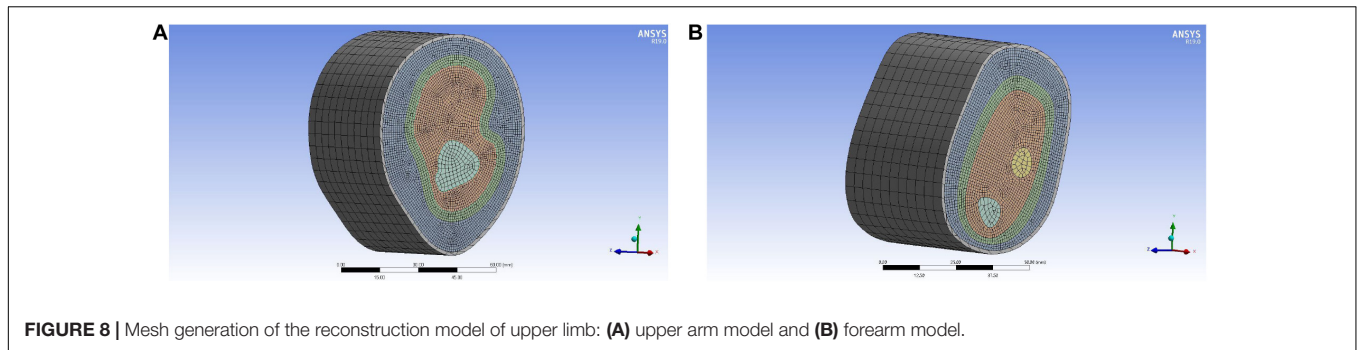 A
B
ANSYS
R19.0
ANSYS
R19.0
0.00 30.00 60.00 (mm)
15.00 45.00
0.00 25.00 50.00 (mm)
12.50 37.50
Y
Z X
Y
Z X
FIGURE 8 | Mesh generation of the reconstruction model of upper limb: (A) upper arm model and (B) forearm model.